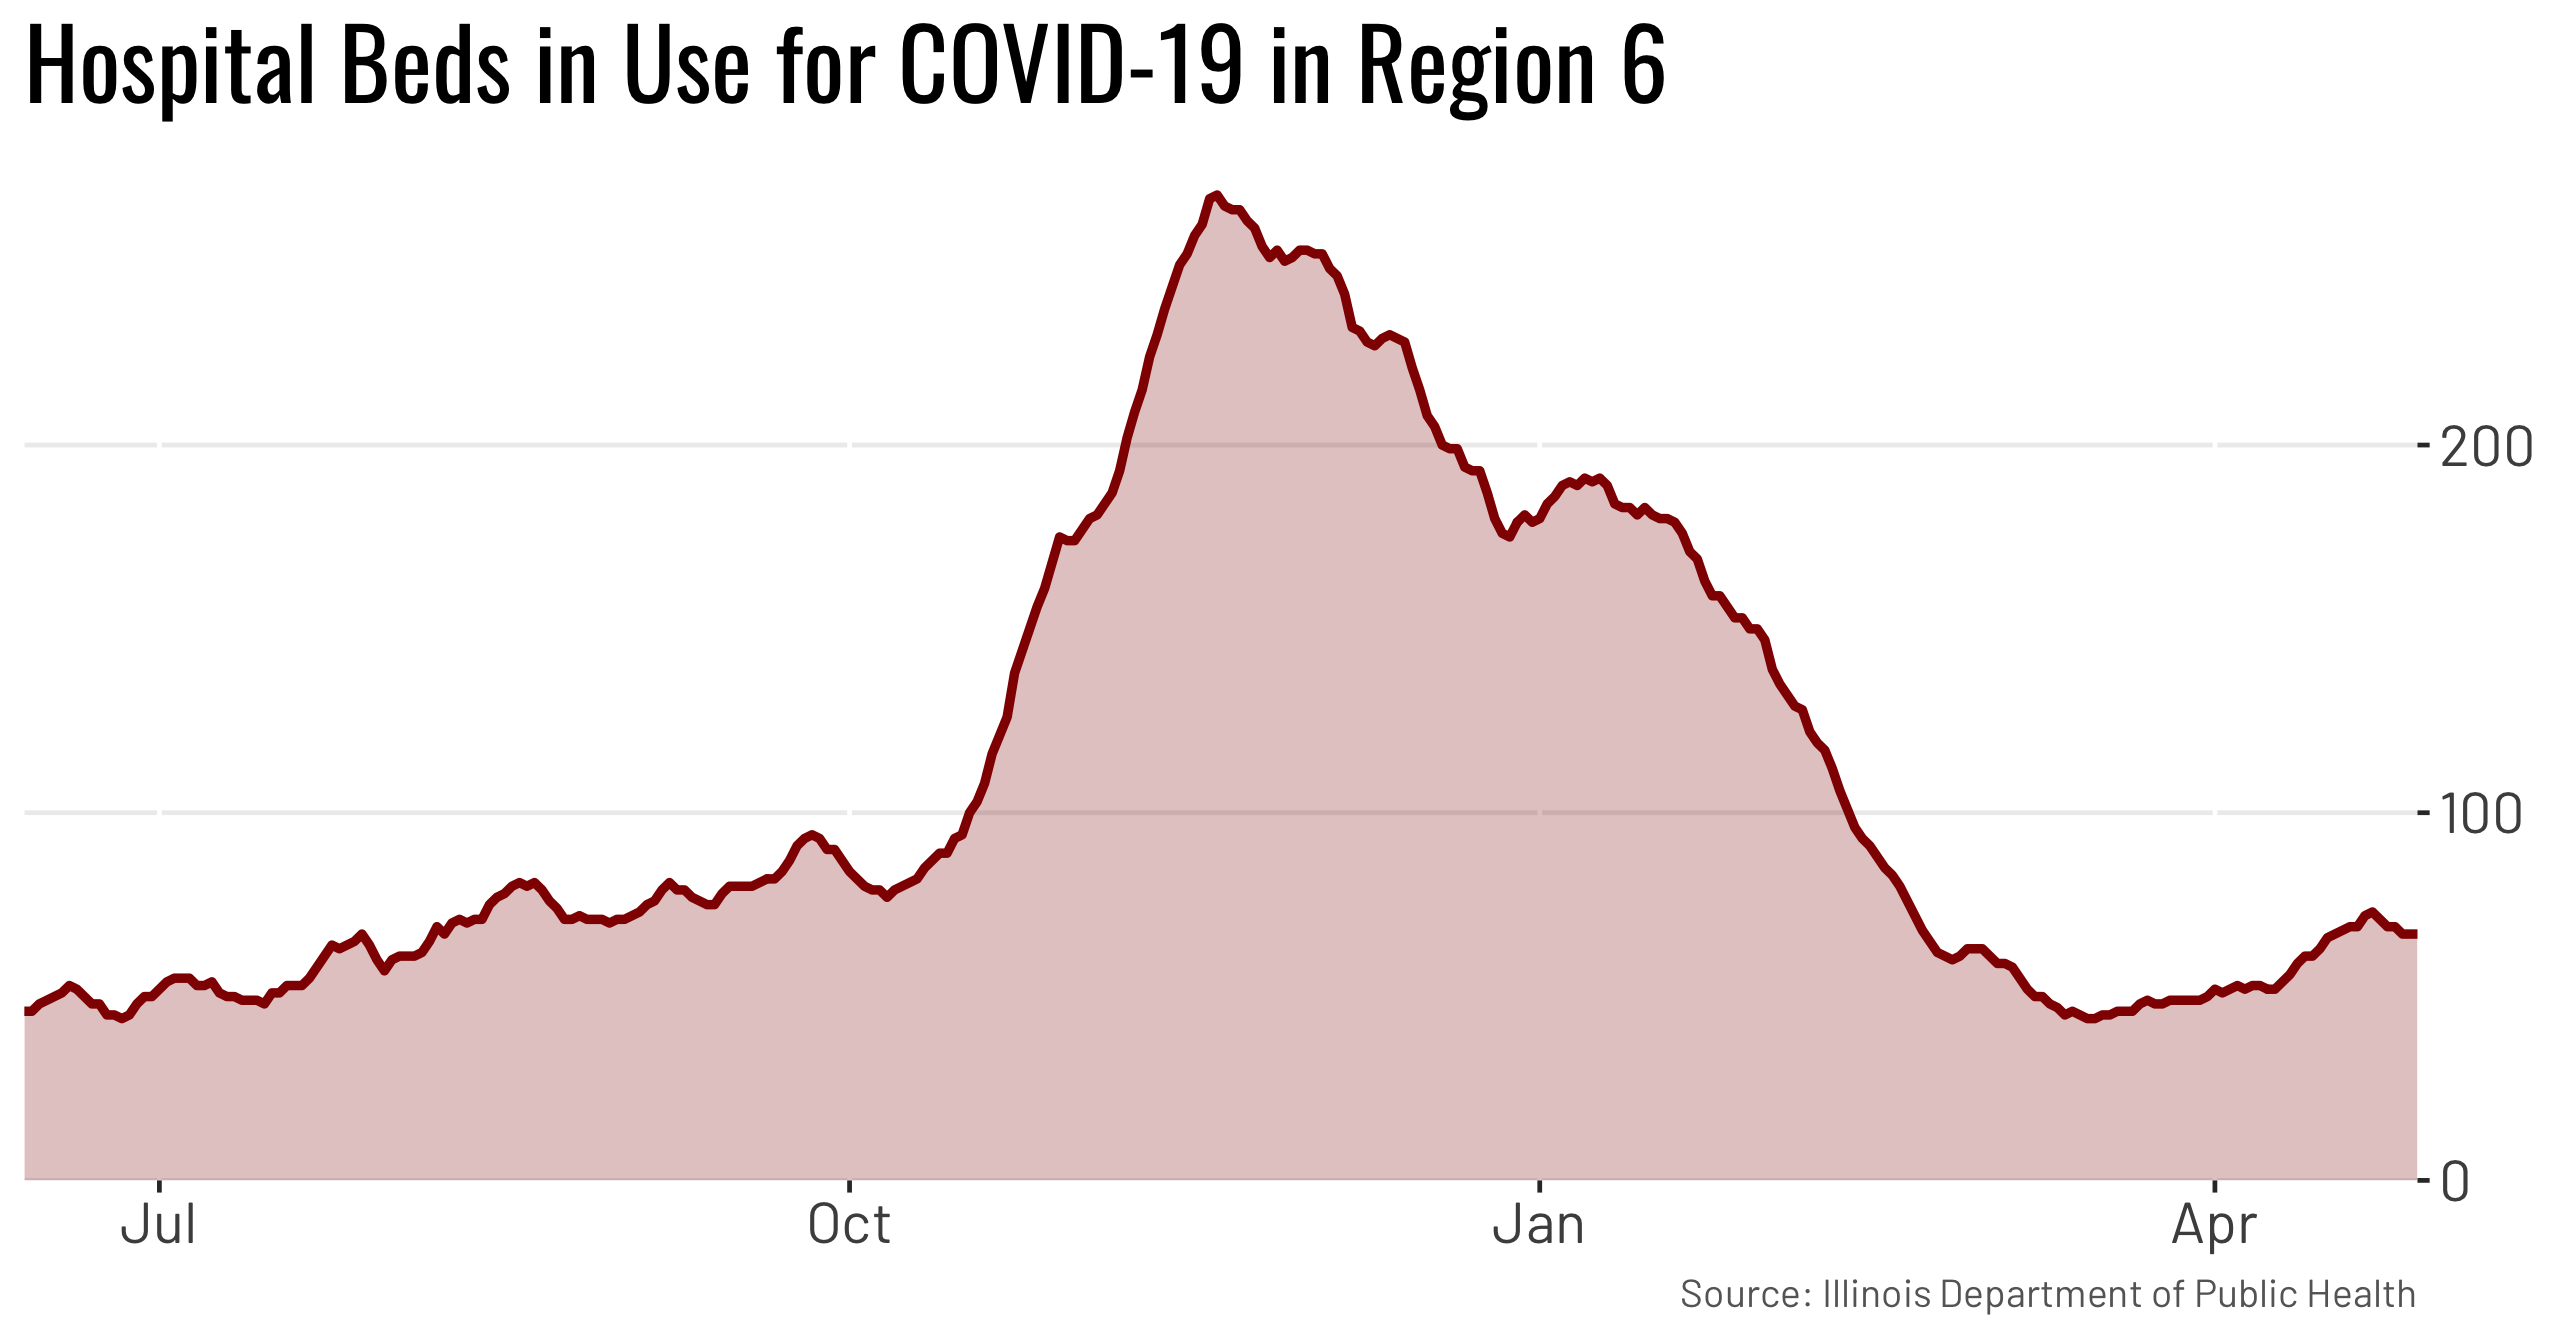 Hospital Beds in Use for COVID-19 in Region 6
200
100
0
Jul Oct Jan Apr
Source: Illinois Department of Public Health